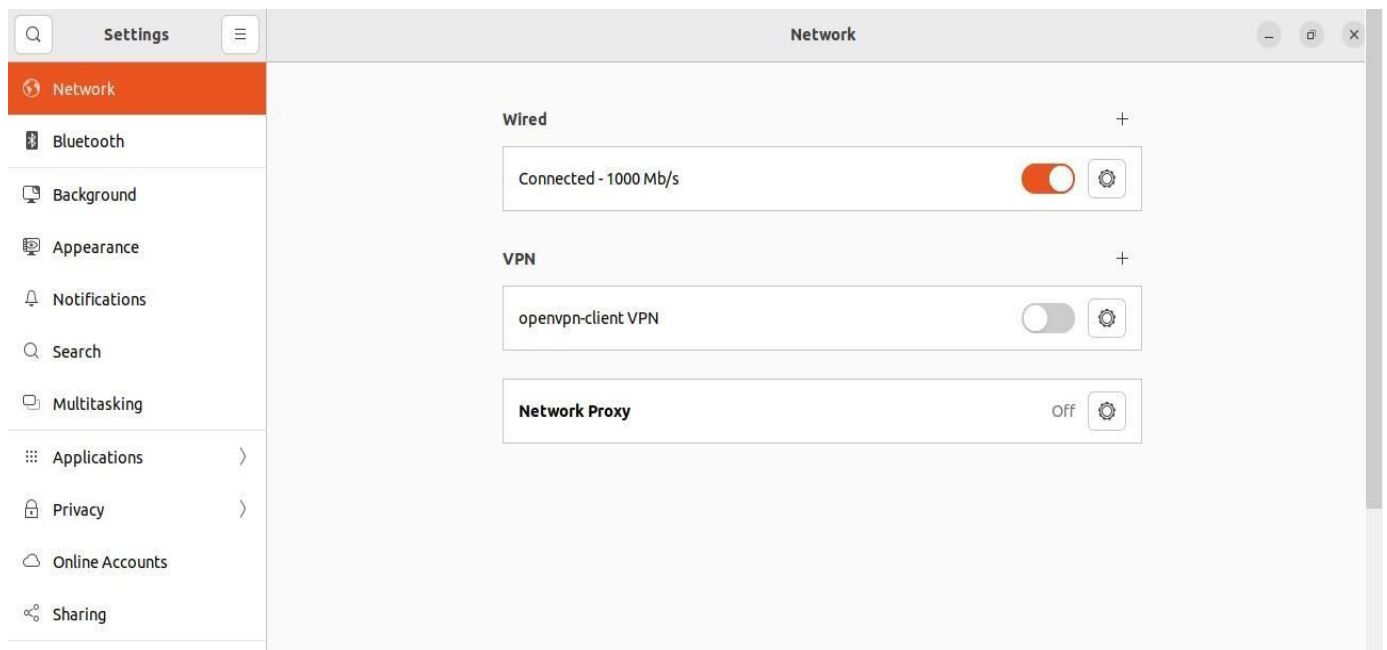 Settings
Network
Network
Bluetooth
Background
Appearance
Notifications
Search
Multitasking
Applications
Privacy
Online Accounts
Sharing
Wired
Connected - 1000 Mb/s
VPN
openvpn-client VPN
Network Proxy
Off